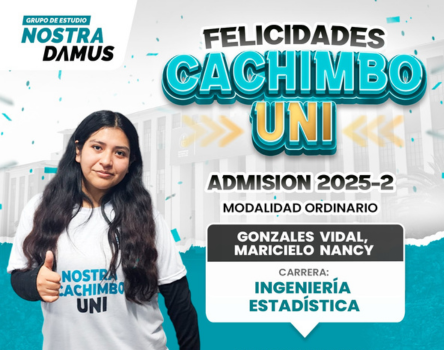 GRUPO DE ESTUDIO
NOSTRA
DAMUS
FELICIDADES
CACHIMBO
UNI
ADMISION 2025-2
MODALIDAD ORDINARIO
GONZALES VIDAL,
MARICIELO NANCY
CARRERA:
INGENIERÍA
ESTADÍSTICA
NOSTRA
CACHIMBO
UNI